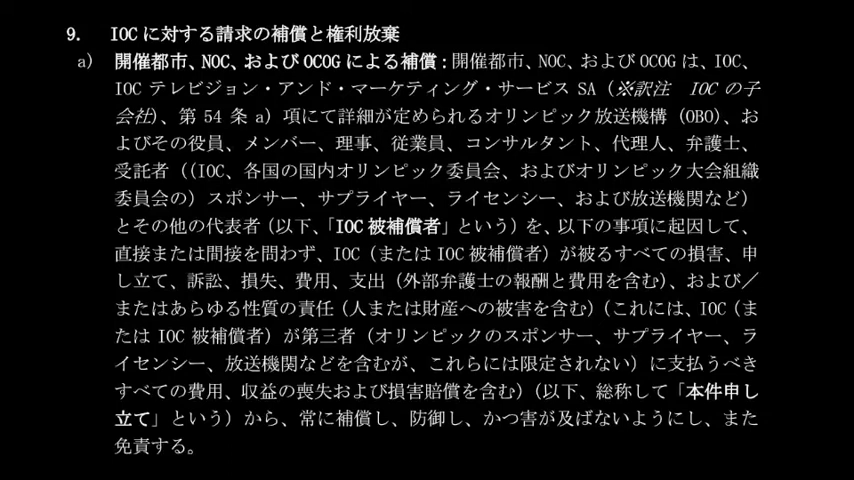 9. IOC に対する請求の補償と権利放棄
a) 開催都市、NOC、および OCOG による補償：開催都市、NOC、および OCOG は、IOC、
IOC テレビジョン・アンド・マーケティング・サービス SA（※訳注 IOC の子
会社）、第 54 条 a）項にて詳細が定められるオリンピック放送機構（OBO）、お
よびその役員、メンバー、理事、従業員、コンサルタント、代理人、弁護士、
受託者（(IOC、各国の国内オリンピック委員会、およびオリンピック大会組織
委員会の）スポンサー、サプライヤー、ライセンシー、および放送機関など）
とその他の代表者（以下、「IOC 被補償者」という）を、以下の事項に起因して、
直接または間接を問わず、IOC（または IOC 被補償者）が被るすべての損害、申
し立て、訴訟、損失、費用、支出（外部弁護士の報酬と費用を含む）、および／
またはあらゆる性質の責任（人または財産への被害を含む）（これには、IOC（ま
たは IOC 被補償者）が第三者（オリンピックのスポンサー、サプライヤー、ラ
イセンシー、放送機関などを含むが、これらには限定されない）に支払うべき
すべての費用、収益の喪失および損害賠償を含む）（以下、総称して「本件申し
立て」という）から、常に補償し、防御し、かつ害が及ばないようにし、また
免責する。